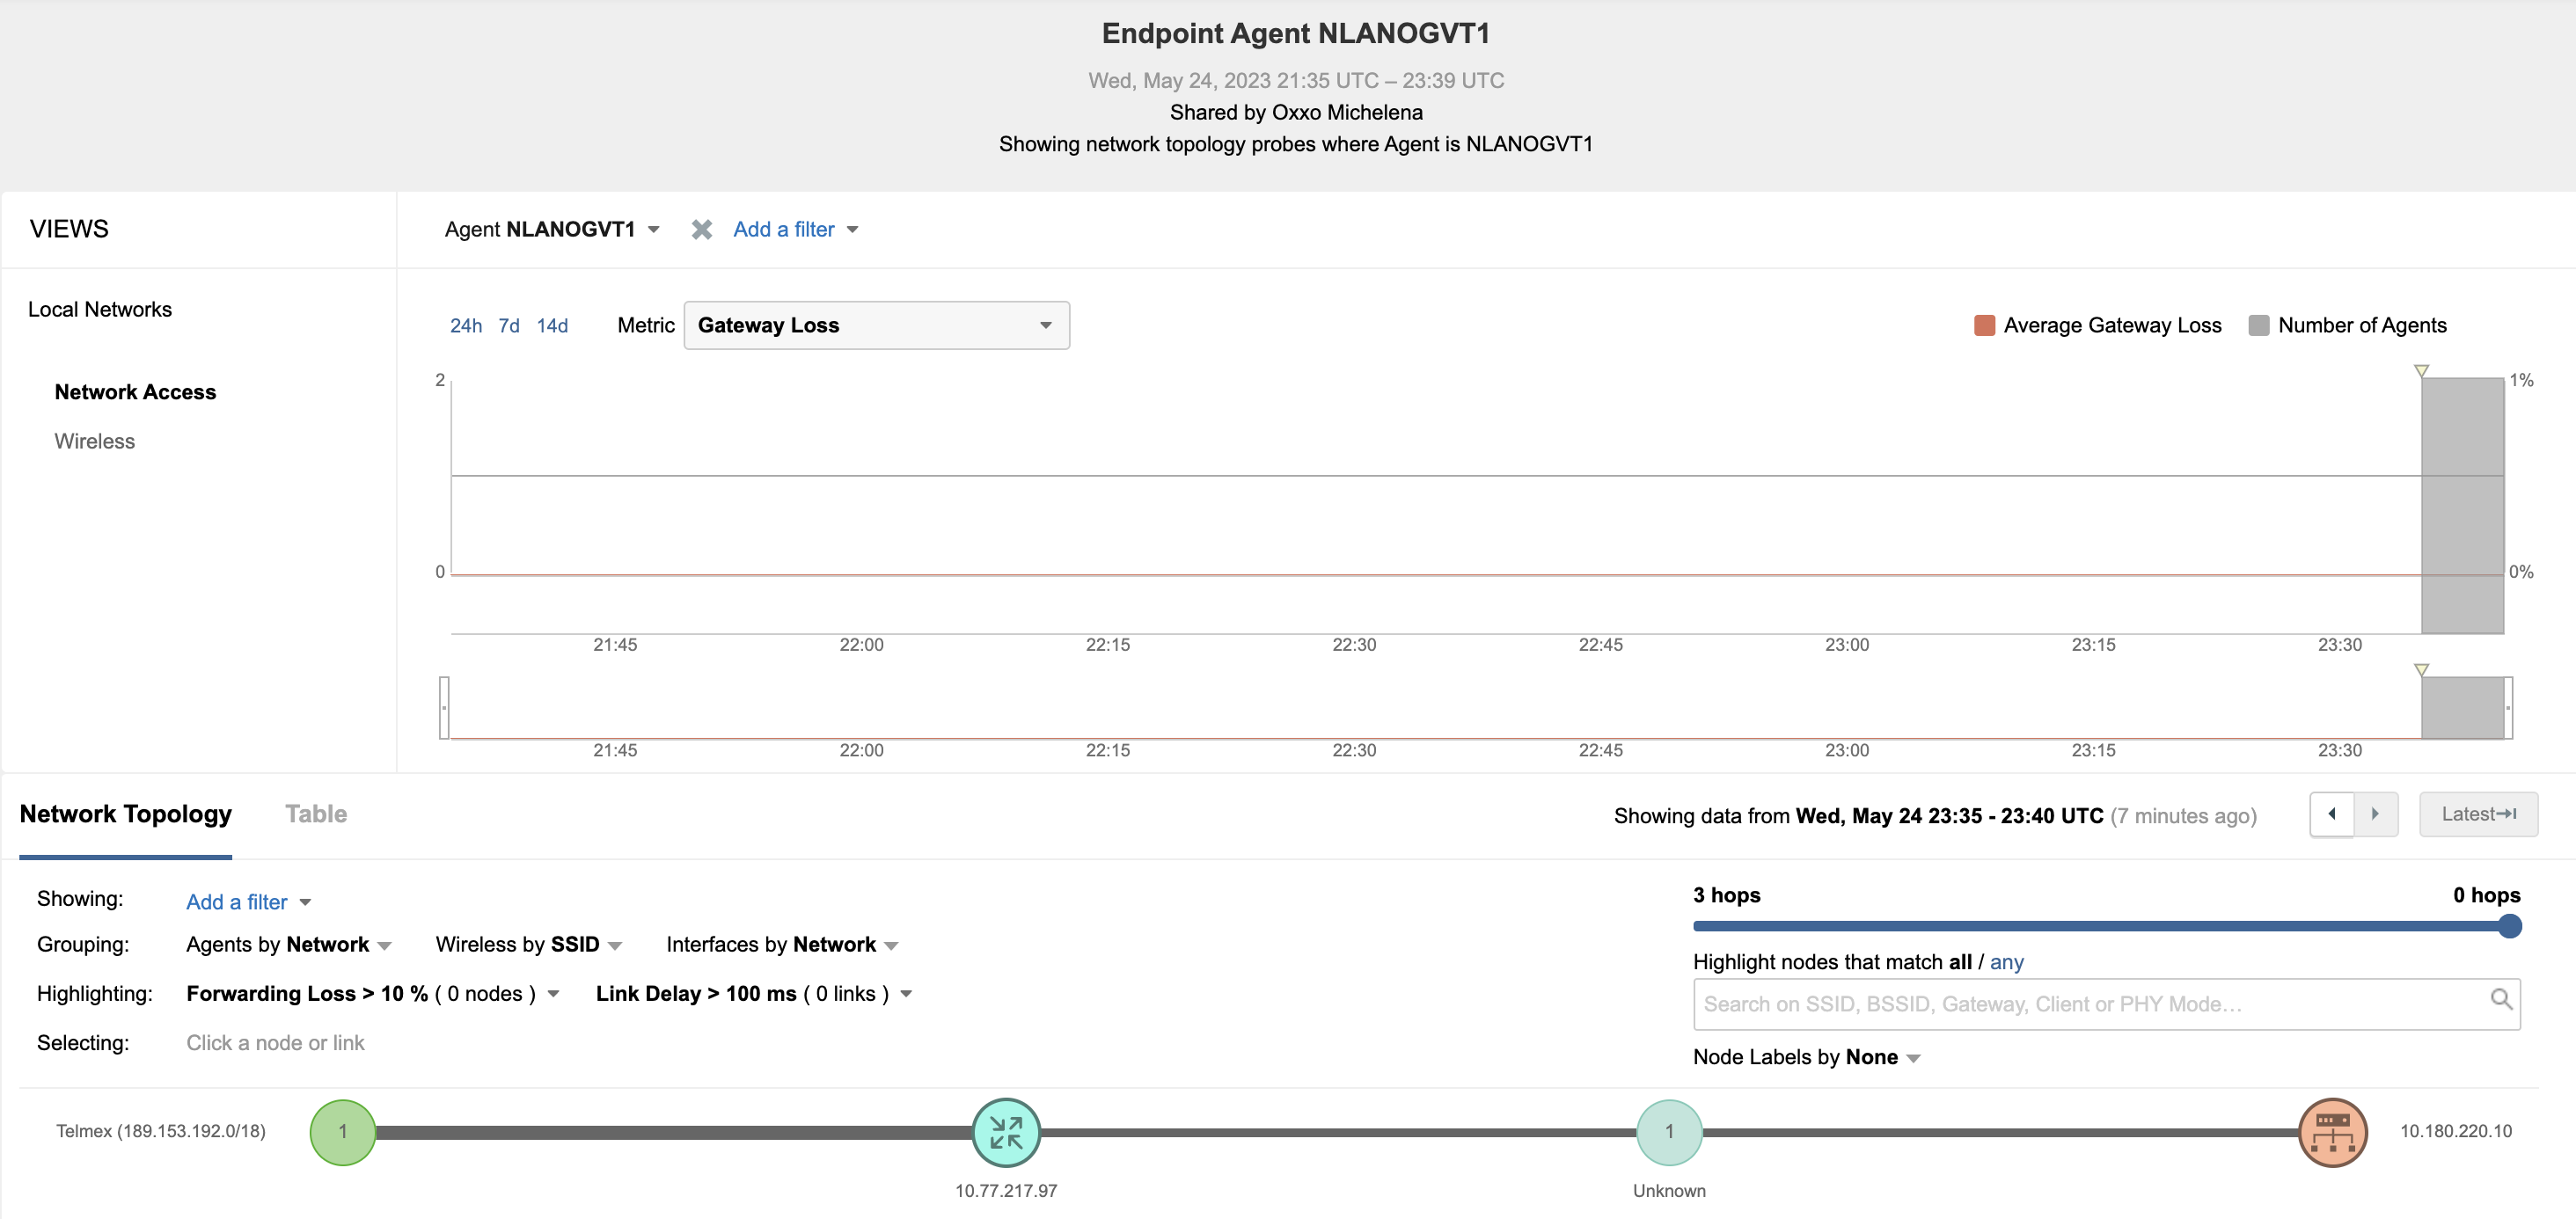 Endpoint Agent NLANOGVT1
Wed, May 24, 2023 21:35 UTC – 23:39 UTC
Shared by Oxxo Michelena
Showing network topology probes where Agent is NLANOGVT1
VIEWS
Agent NLANOGVT1 Add a filter
Local Networks
Network Access
Wireless
24h 7d 14d Metric Gateway Loss Average Gateway Loss Number of Agents
2 1%
0 0%
21:45 22:00 22:15 22:30 22:45 23:00 23:15 23:30
21:45 22:00 22:15 22:30 22:45 23:00 23:15 23:30
Network Topology Table Showing data from Wed, May 24 23:35 - 23:40 UTC (7 minutes ago) Latest
Showing: Add a filter
Grouping: Agents by Network Wireless by SSID Interfaces by Network
Highlighting: Forwarding Loss > 10 % ( 0 nodes ) Link Delay > 100 ms ( 0 links )
Selecting: Click a node or link
3 hops 0 hops
Highlight nodes that match all / any
Search on SSID, BSSID, Gateway, Client or PHY Mode...
Node Labels by None
Telmex (189.153.192.0/18) 1 1 10.180.220.10
10.77.217.97 Unknown